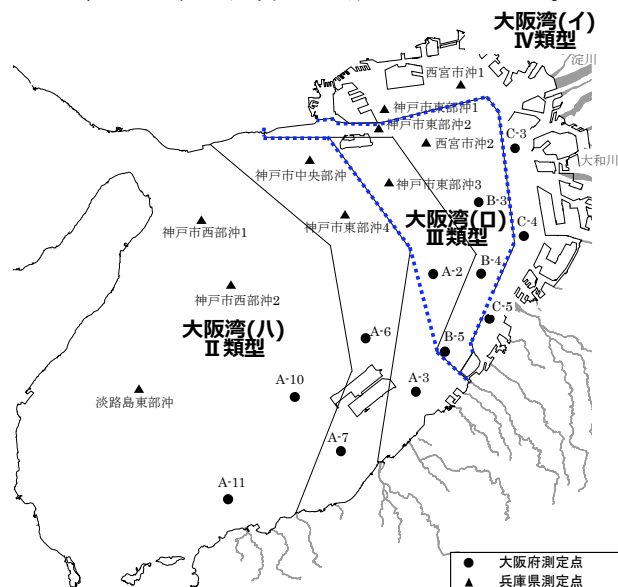 大阪湾(イ)
Ⅳ類型
淀川
西宮市沖1
神戸市東部沖1
神戸市東部沖2
西宮市沖2
C-3
大和川
神戸市中央部沖
神戸市東部沖3
B-3
神戸市西部沖1
神戸市東部沖4
大阪湾(ロ)
Ⅲ類型
C-4
A-2
B-4
神戸市西部沖2
大阪湾(ハ)
Ⅱ類型
C-5
A-6
B-5
淡路島東部沖
A-10
A-3
A-7
A-11
● 大阪府測定点
▲ 兵庫県測定点